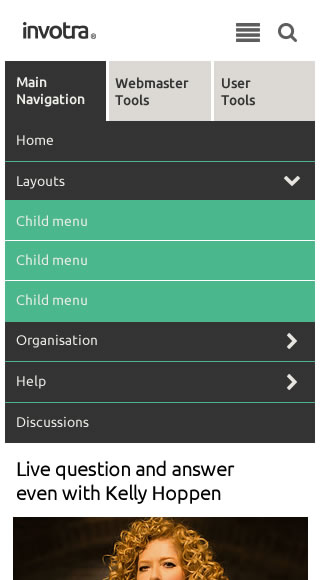 invotra®
Main
Navigation
Webmaster
Tools
User
Tools
Home
Layouts
Child menu
Child menu
Child menu
Organisation
Help
Discussions
Live question and answer
even with Kelly Hoppen